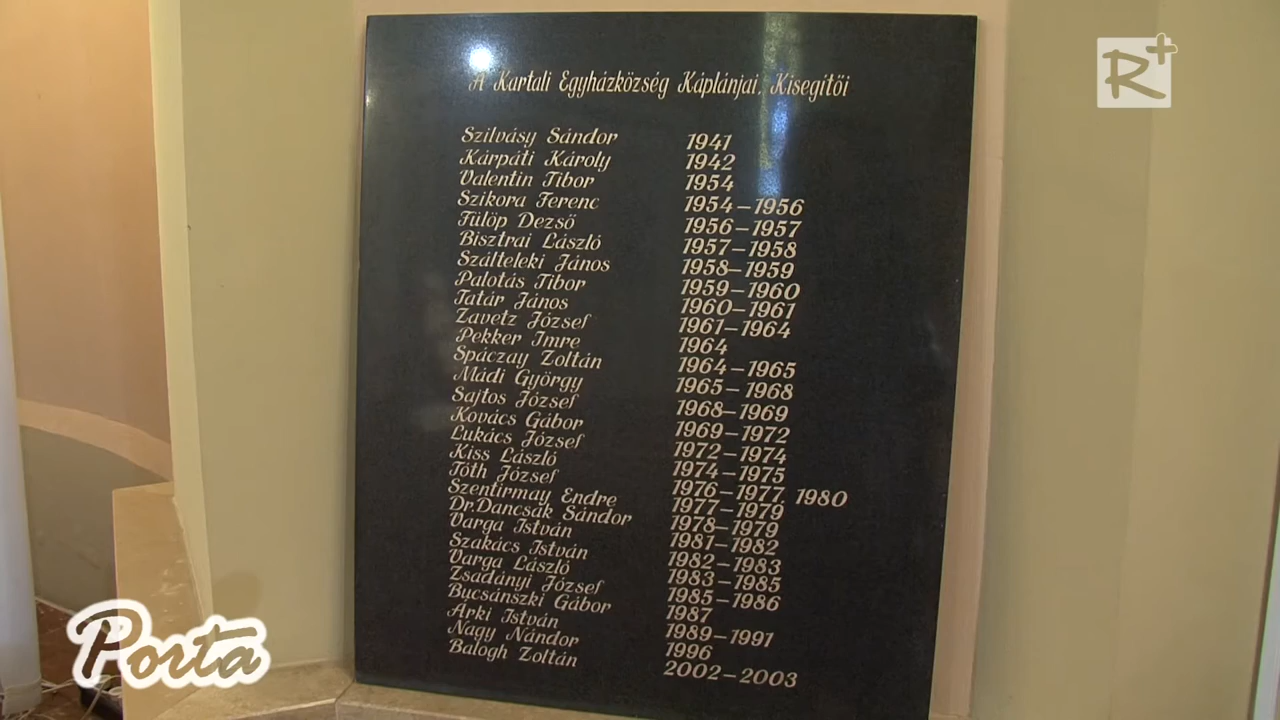 R+
A Kartali Egyházközség Káplánjai, Kisegítői
Szilvásy Sándor 1941
Kárpáti Károly 1942
Valentin Tibor 1954
Szikora Ferenc 1954–1956
Fülöp Dezső 1956–1957
Bisztrai László 1957–1958
Szálteleki János 1958–1959
Palotás Tibor 1959–1960
Tatár János 1960–1961
Zavetz József 1961–1964
Pekker Imre 1964
Spáczay Zoltán 1964–1965
Mádi György 1965–1968
Sajtos József 1968–1969
Kovács Gábor 1969–1972
Lukács József 1972–1974
Kiss László 1974–1975
Tóth József 1976–1977, 1980
Szentirmay Endre 1977–1979
Dr.Dancsák Sándor 1978–1979
Varga István 1981–1982
Szakács István 1982–1983
Varga László 1983–1985
Zsadányi József 1985–1986
Bucsánszki Gábor 1987
Árki István 1989–1991
Nagy Nándor 1996
Balogh Zoltán 2002–2003
Porta